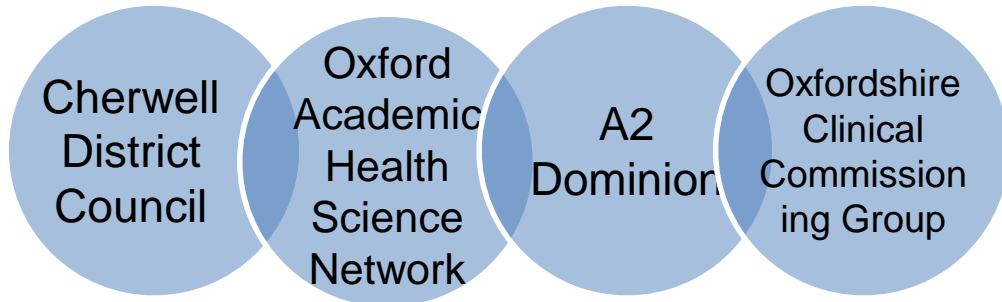 Cherwell
District
Council
Oxford
Academic
Health
Science
Network
A2
Dominion
Oxfordshire
Clinical
Commission
ing Group